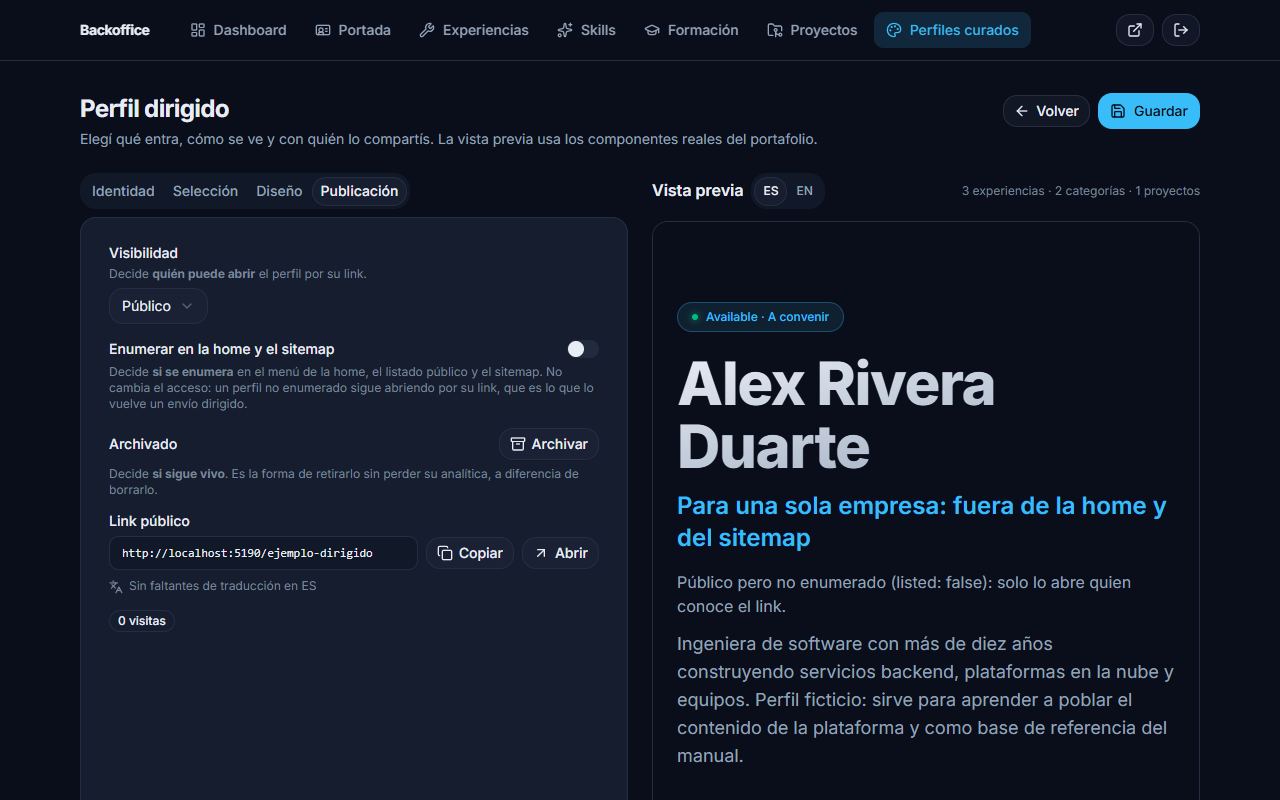 Backoffice
Dashboard
Portada
Experiencias
Skills
Formación
Proyectos
Perfiles curados
Perfil dirigido
Elegí qué entra, cómo se ve y con quién lo compartís. La vista previa usa los componentes reales del portafolio.
Volver
Guardar
Identidad
Selección
Diseño
Publicación
Visibilidad
Decide quién puede abrir el perfil por su link.
Público
Enumerar en la home y el sitemap
Decide si se enumera en el menú de la home, el listado público y el sitemap. No
cambia el acceso: un perfil no enumerado sigue abriendo por su link, que es lo que lo
vuelve un envío dirigido.
Archivado
Archivar
Decide si sigue vivo. Es la forma de retirarlo sin perder su analítica, a diferencia de
borrarlo.
Link público
http://localhost:5190/ejemplo-dirigido
Copiar
Abrir
Sin faltantes de traducción en ES
0 visitas
Vista previa
ES
EN
3 experiencias · 2 categorías · 1 proyectos
Available · A convenir
Alex Rivera
Duarte
Para una sola empresa: fuera de la home y
del sitemap
Público pero no enumerado (listed: false): solo lo abre quien
conoce el link.
Ingeniera de software con más de diez años
construyendo servicios backend, plataformas en la nube y
equipos. Perfil ficticio: sirve para aprender a poblar el
contenido de la plataforma y como base de referencia del
manual.